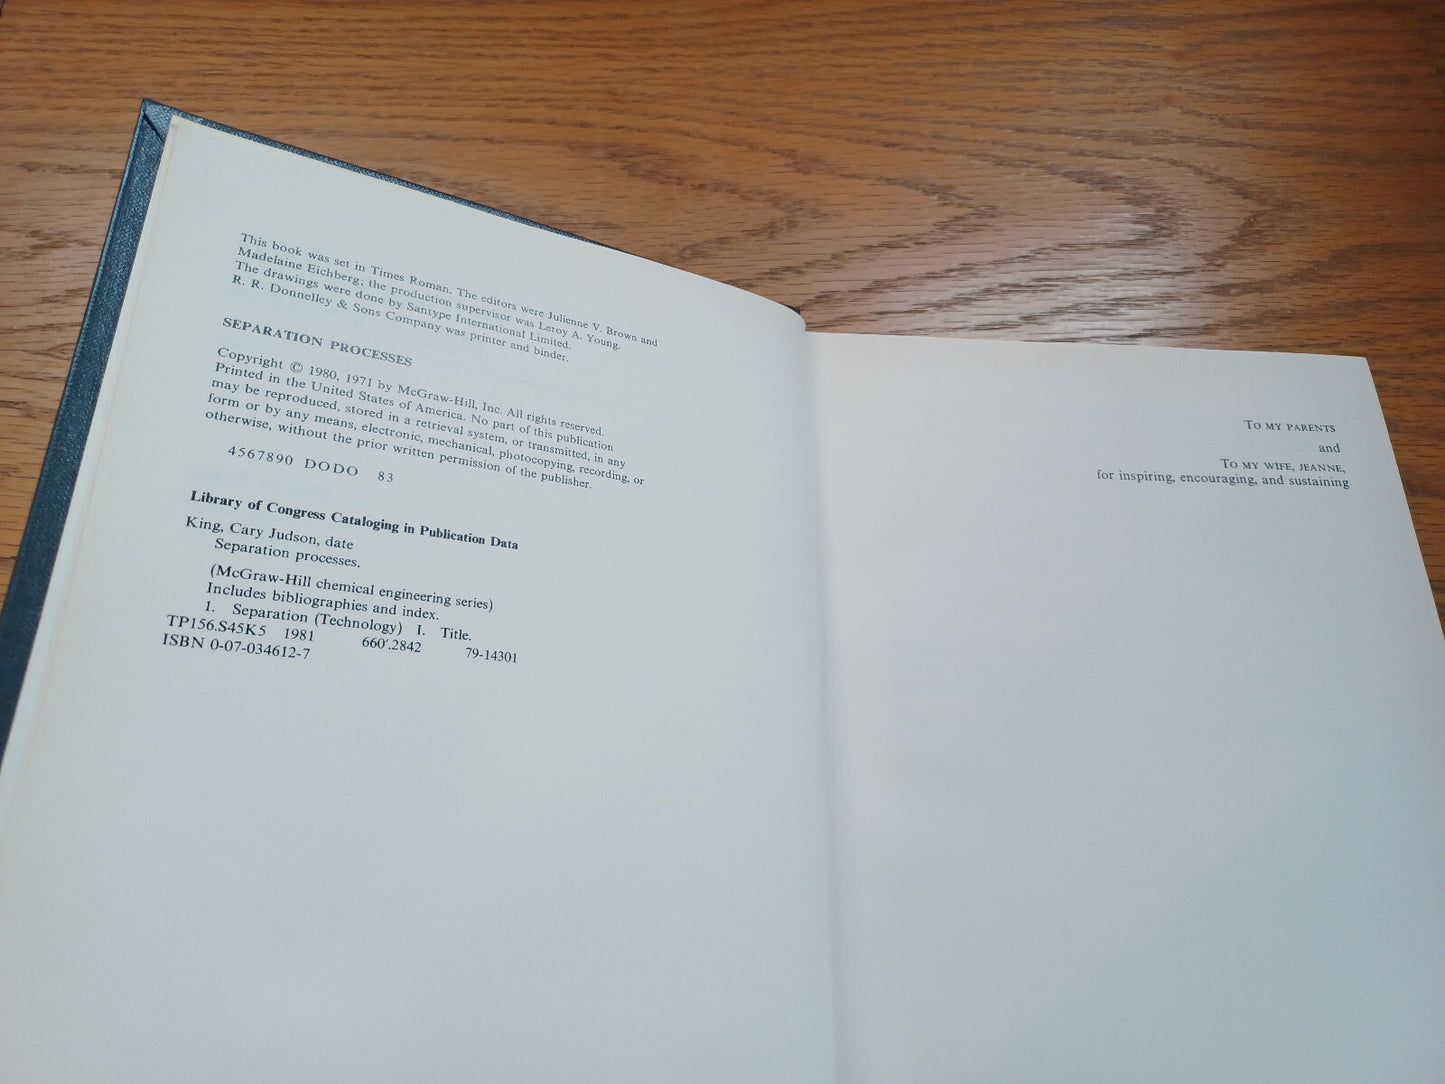 This book was set in Times Roman. The editors were Julienne V. Brown and
Madelaine Eichberg; the production supervisor was Leroy A. Young.
The drawings were done by Santype International Limited.
R. R. Donnelley & Sons Company was printer and binder.
SEPARATION PROCESSES
Copyright © 1980, 1971 by McGraw-Hill, Inc. All rights reserved.
Printed in the United States of America. No part of this publication
may be reproduced, stored in a retrieval system, or transmitted, in any
form or by any means, electronic, mechanical, photocopying, recording, or
otherwise, without the prior written permission of the publisher.
4567890 DODO 83
Library of Congress Cataloging in Publication Data
King, Cary Judson, date
Separation processes.
(McGraw-Hill chemical engineering series)
Includes bibliographies and index.
1. Separation (Technology) I. Title.
TP156.S45K5 1981 660′.2842 79-14301
ISBN 0-07-034612-7
TO MY PARENTS
and
TO MY WIFE, JEANNE,
for inspiring, encouraging, and sustaining